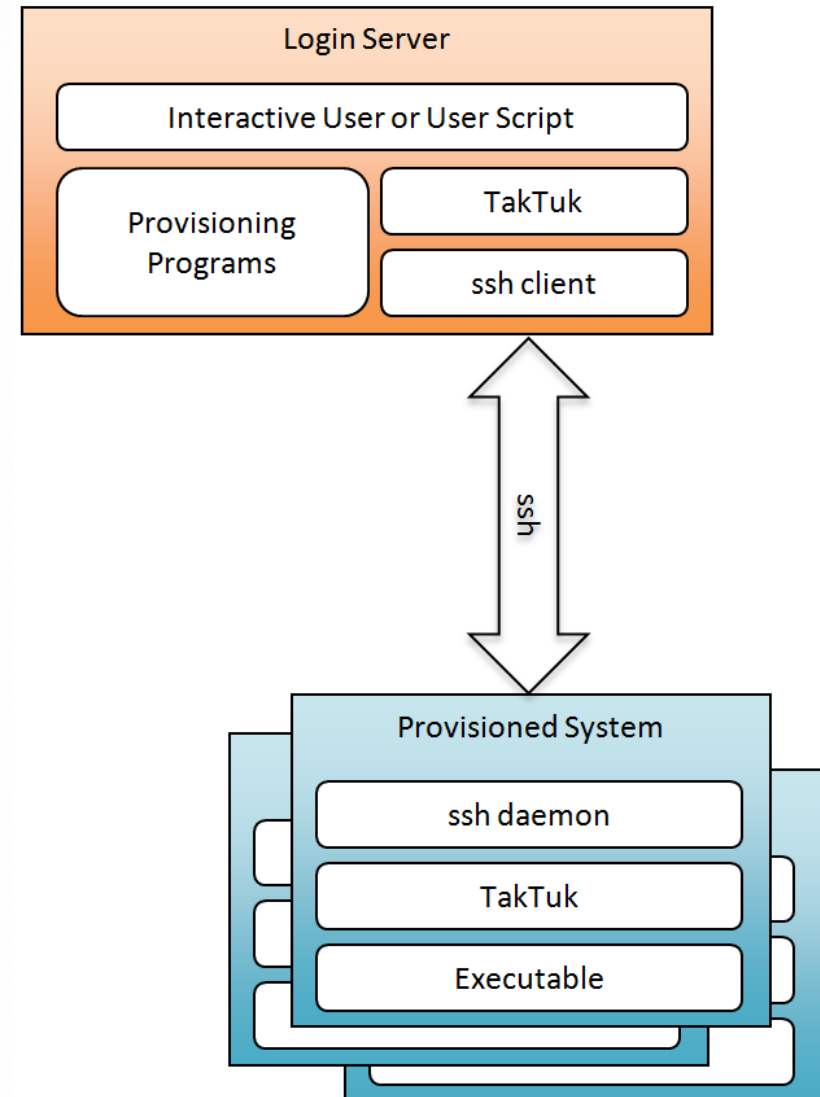 Login Server
Interactive User or User Script
Provisioning
Programs
TakTuk
ssh client
ssh
Provisioned System
ssh daemon
TakTuk
Executable